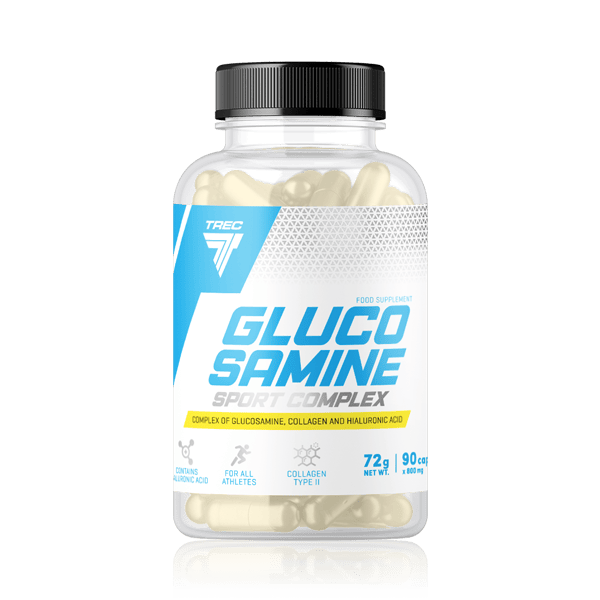 TREC
FOOD SUPPLEMENT
GLUCO
SAMINE
SPORT COMPLEX
COMPLEX OF GLUCOSAMINE, COLLAGEN AND HIALURONIC ACID
CONTAINS
ALURONIC ACID
FOR ALL
ATHLETES
COLLAGEN
TYPE II
72g
NET WT.
90 cap
x 800 mg